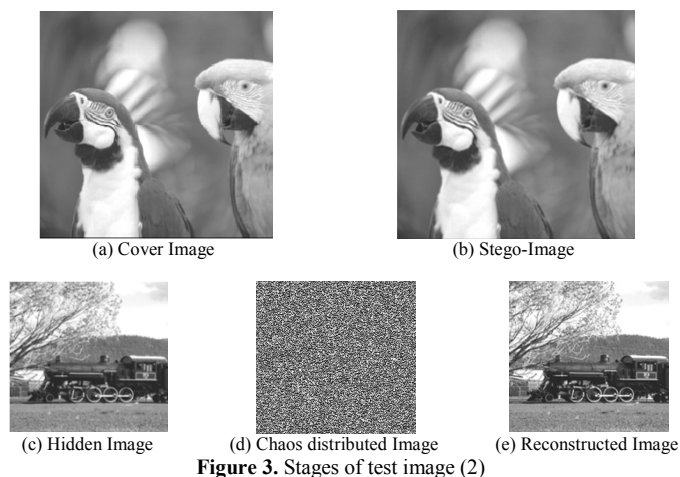 (a) Cover Image
(b) Stego-Image
(c) Hidden Image
(d) Chaos distributed Image
(e) Reconstructed Image
Figure 3. Stages of test image (2)